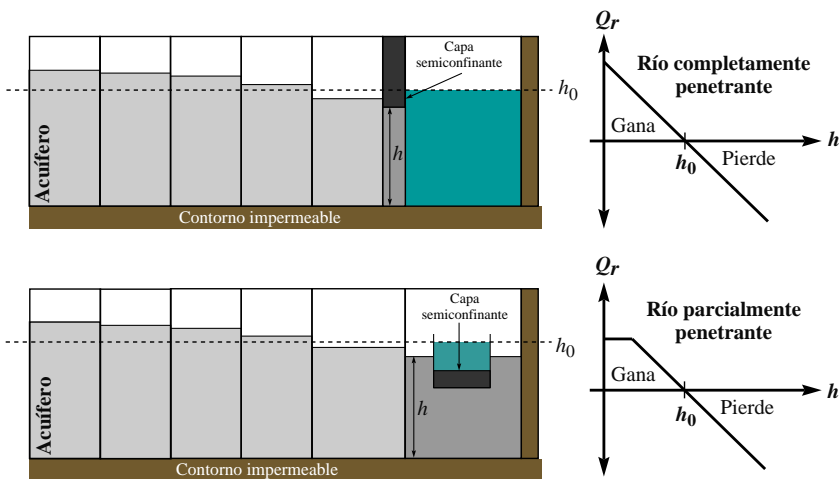 Capa
semiconfinante
h0
h
Acuífero
Contorno impermeable
Qr
Río completamente
penetrante
Gana
h
h0
Pierde
Capa
semiconfinante
h0
h
Acuífero
Contorno impermeable
Qr
Río parcialmente
penetrante
Gana
h
h0
Pierde